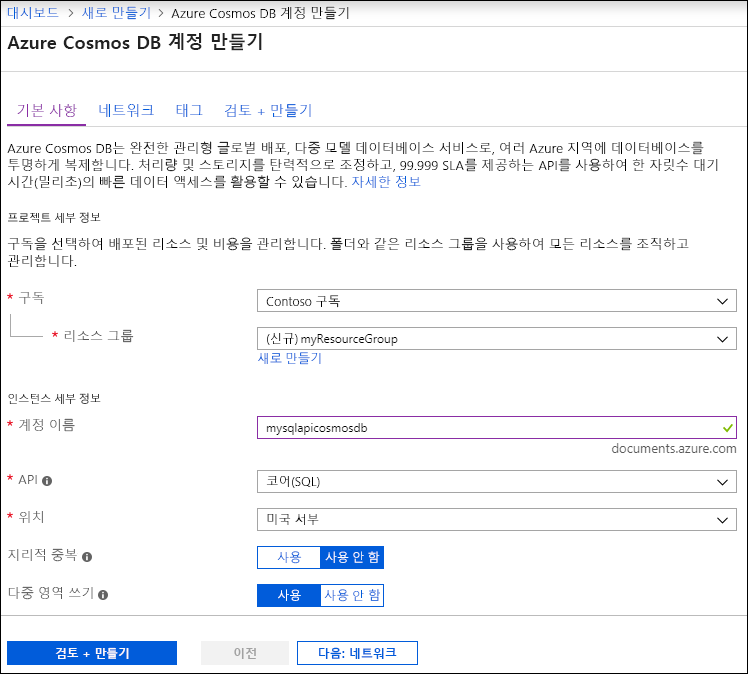 대시보드 > 새로 만들기 > Azure Cosmos DB 계정 만들기
Azure Cosmos DB 계정 만들기
기본 사항 네트워크 태그 검토 + 만들기
Azure Cosmos DB는 완전한 관리형 글로벌 배포, 다중 모델 데이터베이스 서비스로, 여러 Azure 지역에 데이터베이스를
투명하게 복제합니다. 처리량 및 스토리지를 탄력적으로 조정하고, 99.999 SLA를 제공하는 API를 사용하여 한 자릿수 대기
시간(밀리초)의 빠른 데이터 액세스를 활용할 수 있습니다. 자세한 정보
프로젝트 세부 정보
구독을 선택하여 배포된 리소스 및 비용을 관리합니다. 폴더와 같은 리소스 그룹을 사용하여 모든 리소스를 조직하고
관리합니다.
* 구독 Contoso 구독
* 리소스 그룹 (신규) myResourceGroup
새로 만들기
인스턴스 세부 정보
* 계정 이름 mysqlapicosmosdb
documents.azure.com
* API 코어(SQL)
* 위치 미국 서부
지리적 중복 사용 사용 안 함
다중 영역 쓰기 사용 사용 안 함
검토 + 만들기 이전 다음: 네트워크